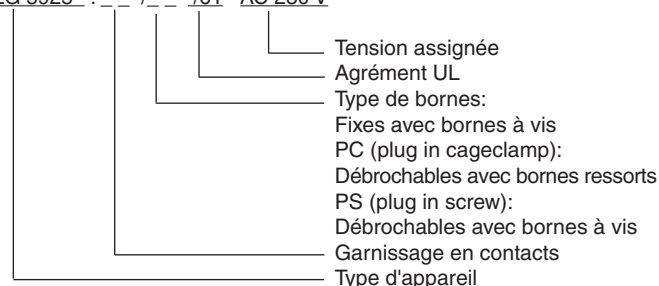 Tension assignée
Agrément UL
Type de bornes:
Fixes avec bornes à vis
PC (plug in cageclamp):
Débrochables avec bornes ressorts
PS (plug in screw):
Débrochables avec bornes à vis
Garnissage en contacts
Type d'appareil